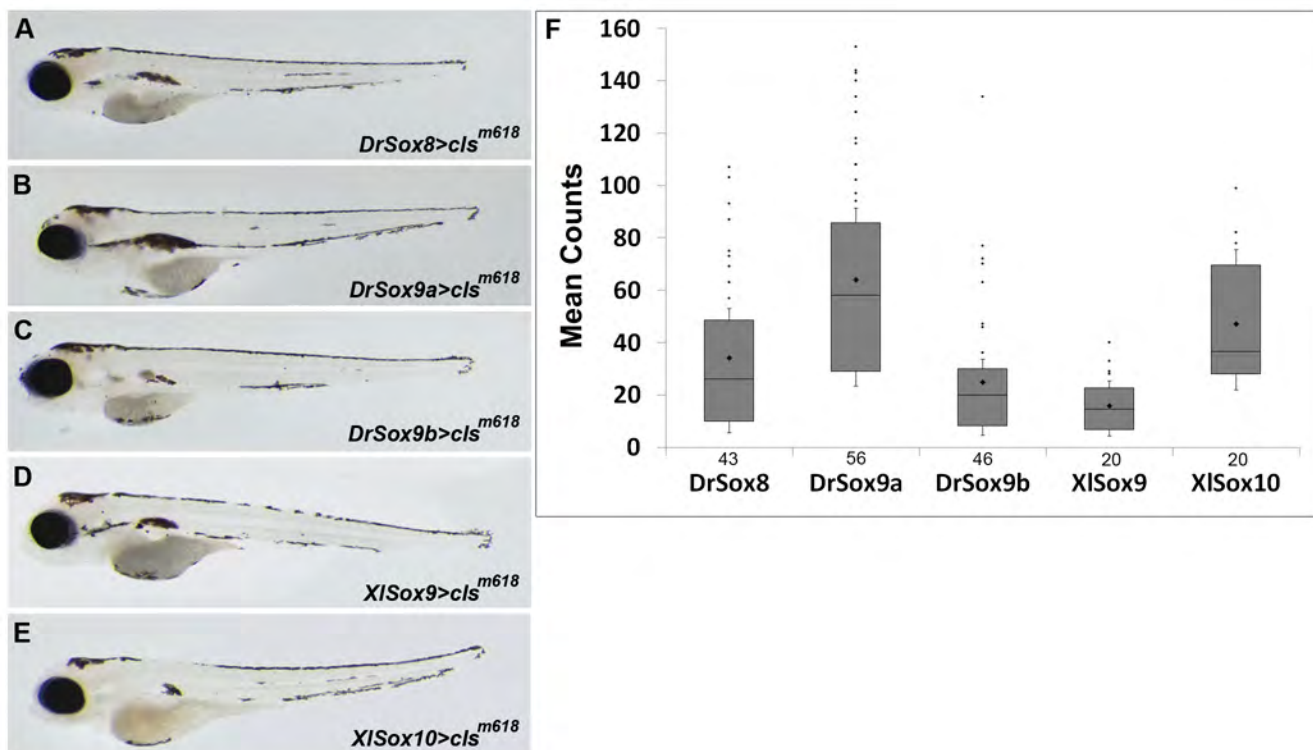 A
DrSox8>cls^m618
B
DrSox9a>cls^m618
C
DrSox9b>cls^m618
D
XlSox9>cls^m618
E
XlSox10>cls^m618
F
Mean Counts
160
140
120
100
80
60
40
20
0
43 56 46 20 20
DrSox8 DrSox9a DrSox9b XlSox9 XlSox10